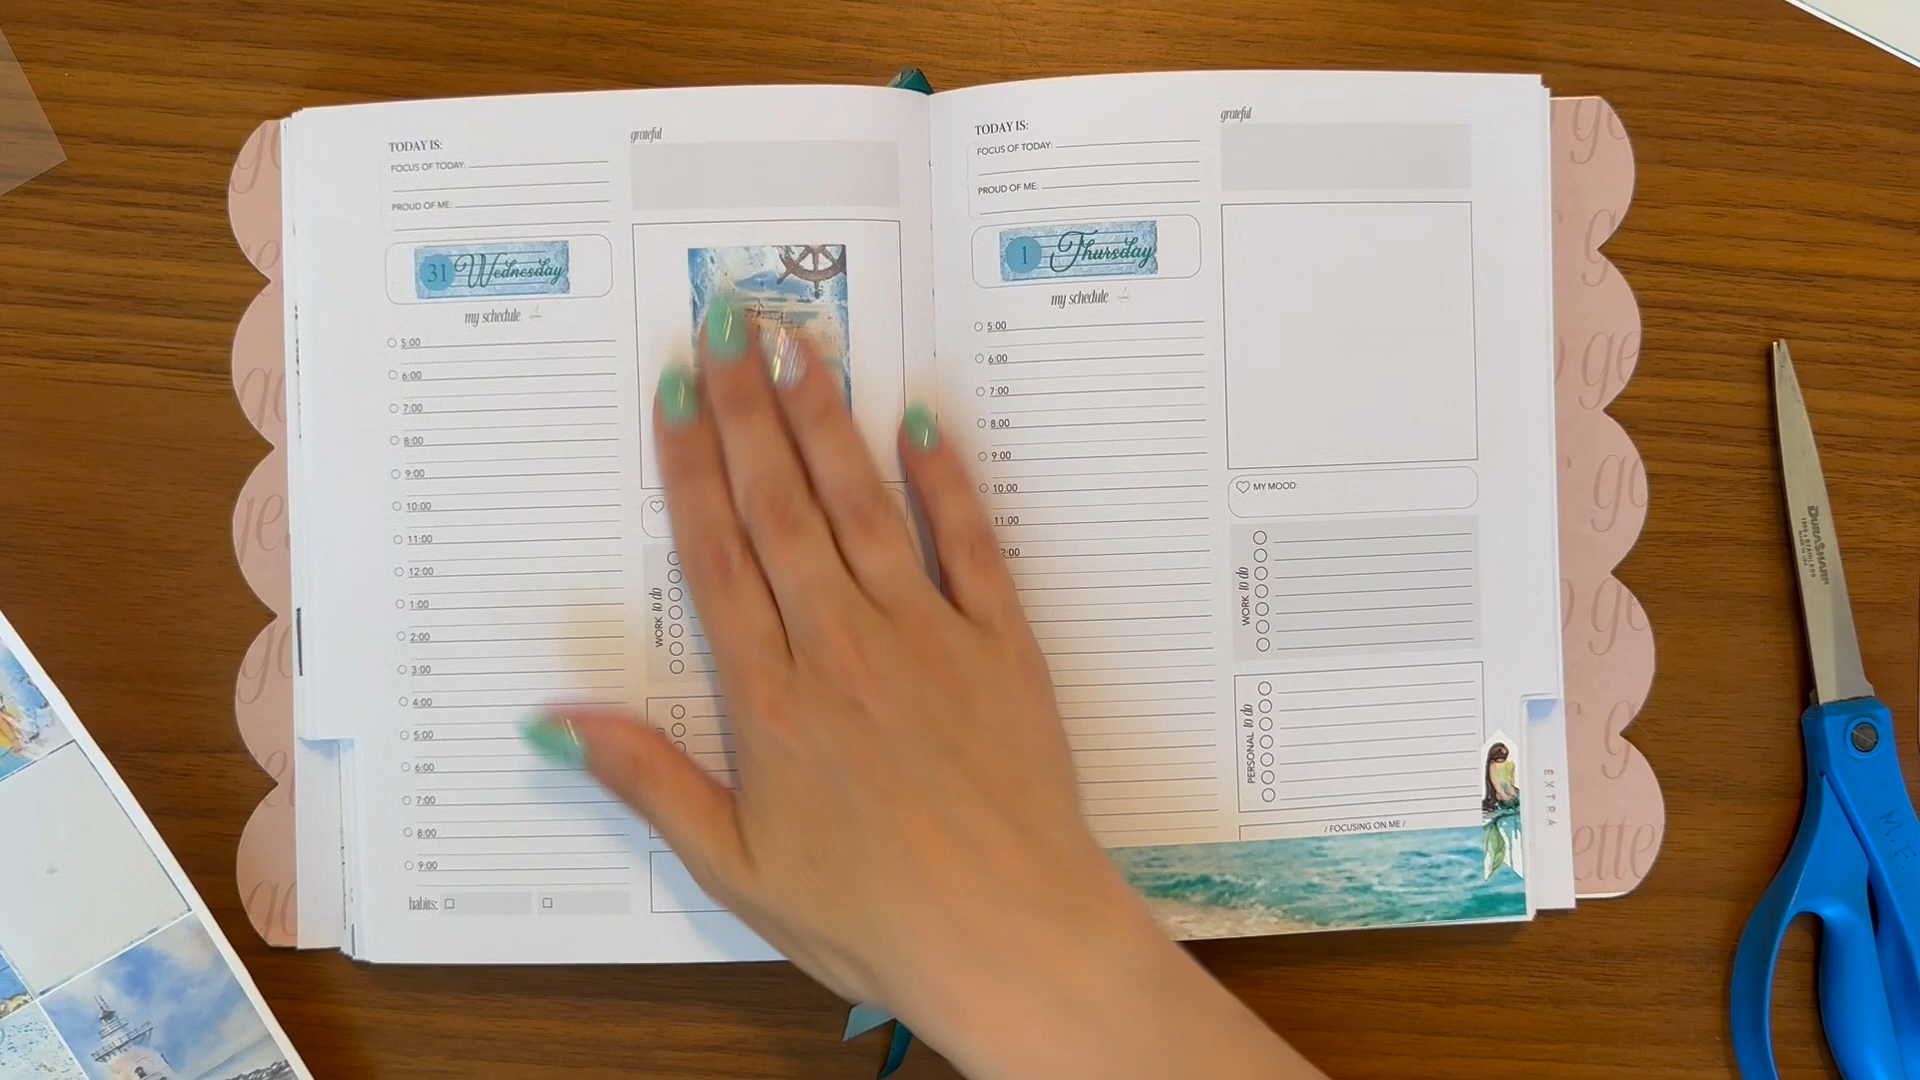 TODAY IS:
FOCUS OF TODAY:
PROUD OF ME:
grateful
31 Wednesday
my schedule
5:00
6:00
7:00
8:00
9:00
10:00
11:00
12:00
1:00
2:00
3:00
4:00
5:00
6:00
7:00
8:00
9:00
habits:
WORK to do
TODAY IS:
FOCUS OF TODAY:
PROUD OF ME:
grateful
1 Thursday
my schedule
5:00
6:00
7:00
8:00
9:00
10:00
11:00
MY MOOD:
WORK to do
PERSONAL to do
/ FOCUSING ON ME /
EXTRA
DURASHARP
M.F